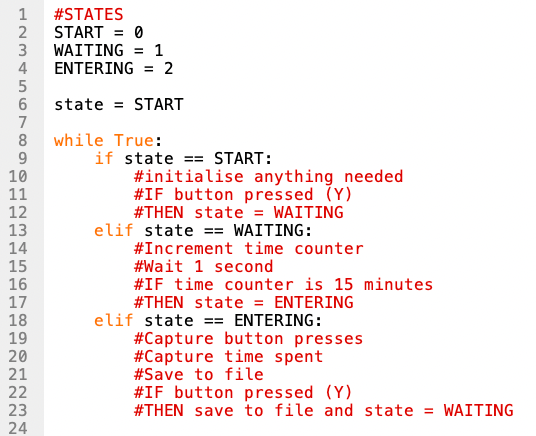 1 #STATES
2 START = 0
3 WAITING = 1
4 ENTERING = 2
5
6 state = START
7
8 while True:
9     if state == START:
10         #initialise anything needed
11         #IF button pressed (Y)
12         #THEN state = WAITING
13     elif state == WAITING:
14         #Increment time counter
15         #Wait 1 second
16         #IF time counter is 15 minutes
17         #THEN state = ENTERING
18     elif state == ENTERING:
19         #Capture button presses
20         #Capture time spent
21         #Save to file
22         #IF button pressed (Y)
23         #THEN save to file and state = WAITING
24